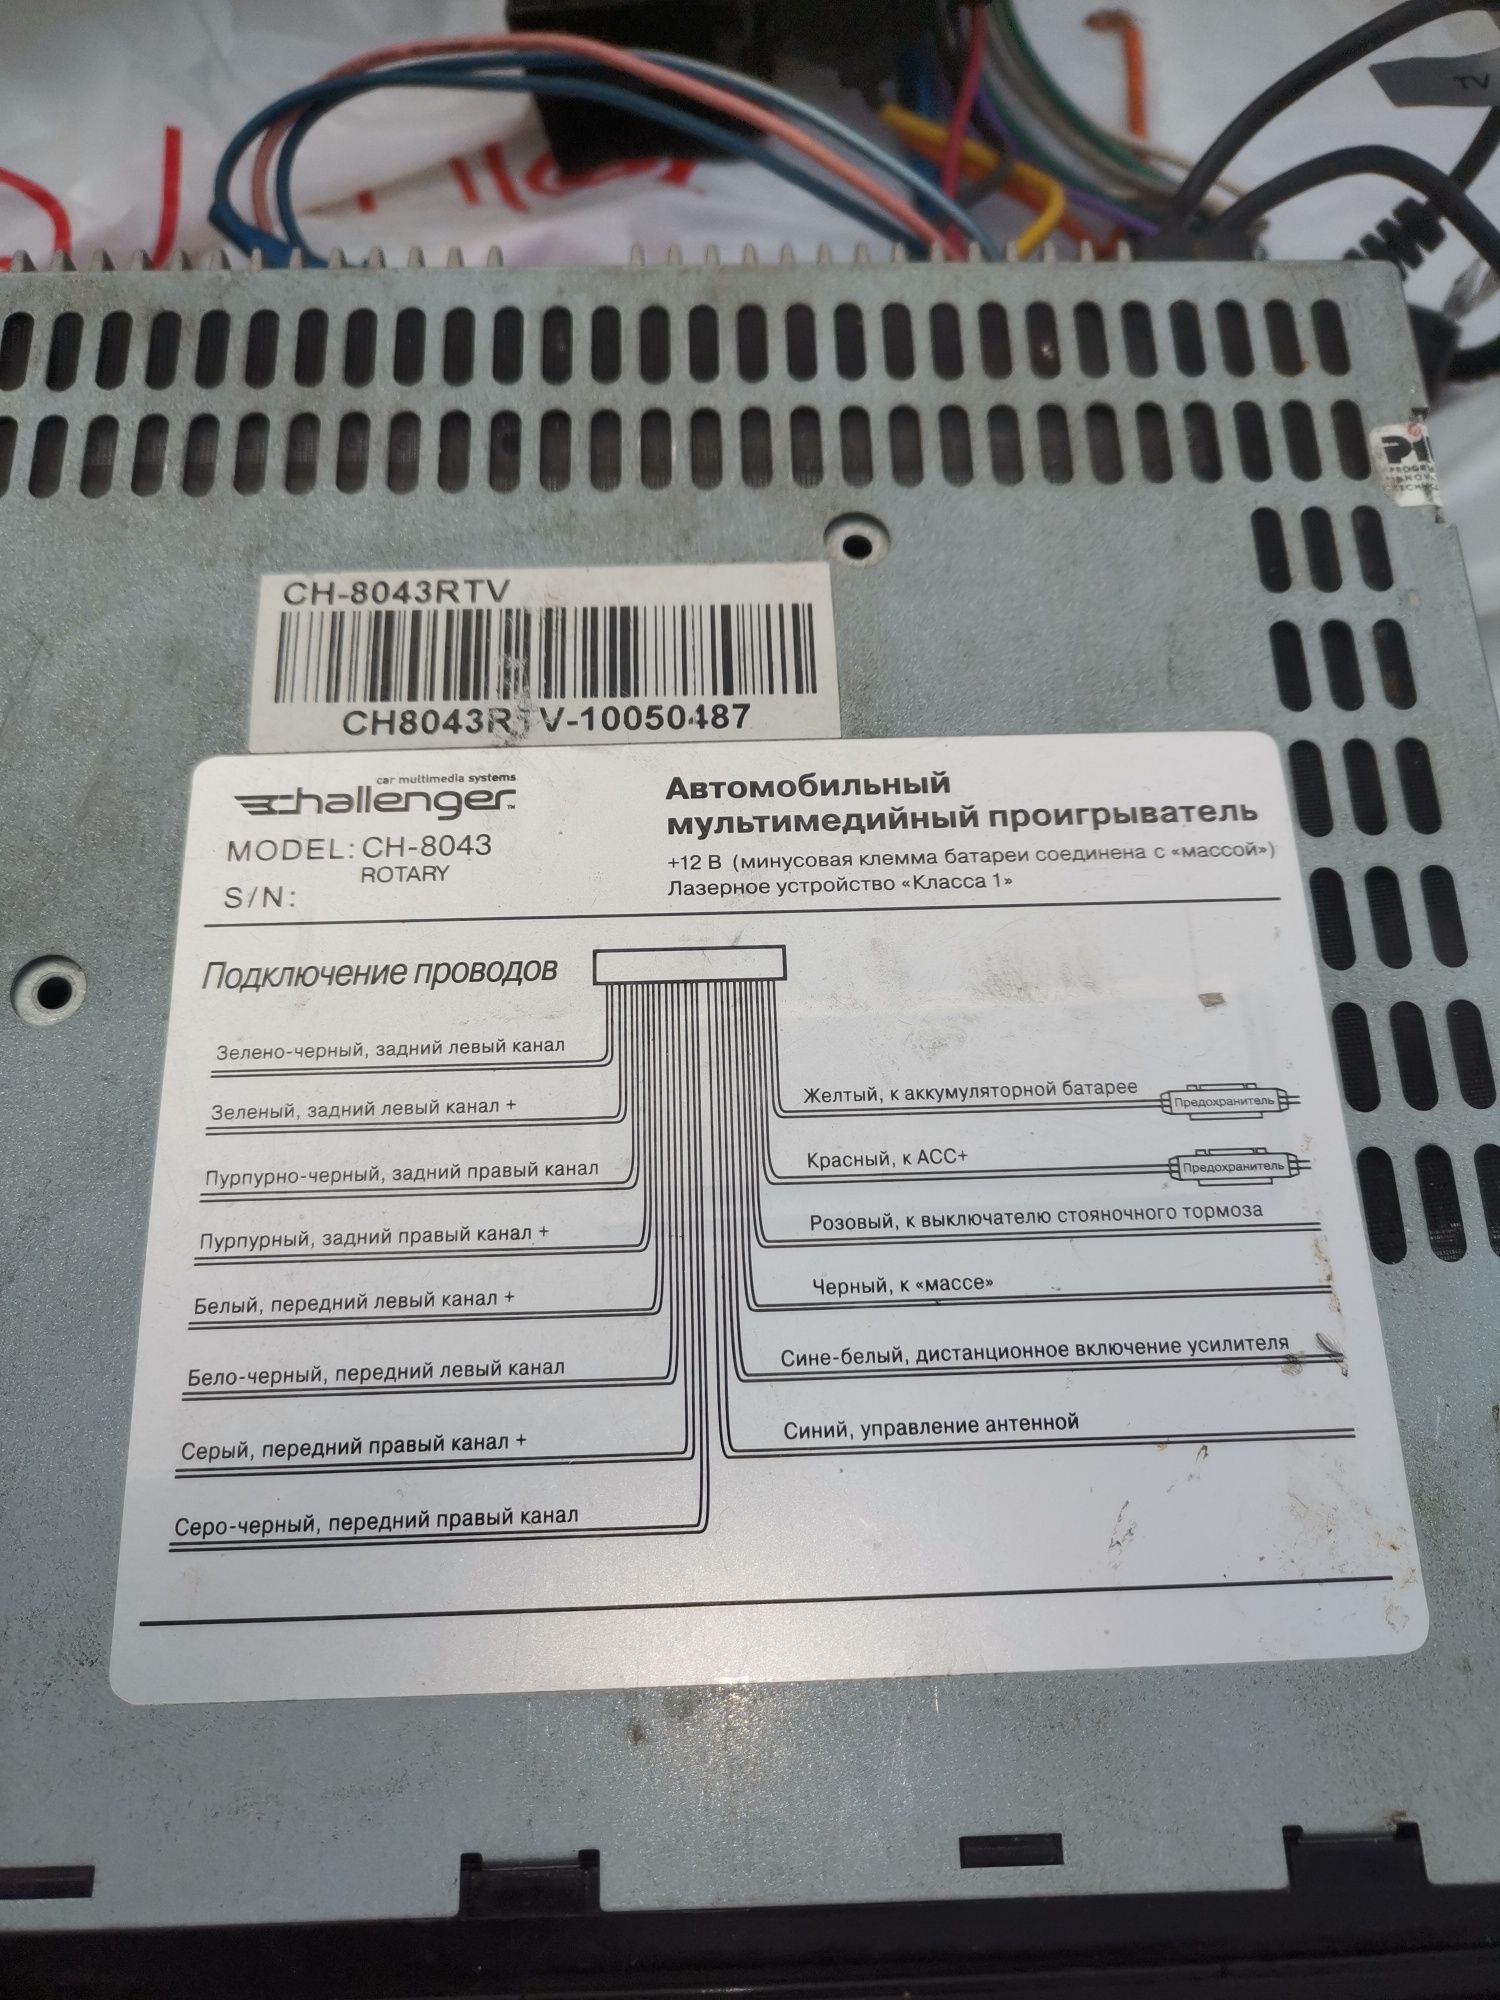 TV
CH-8043RTV
CH8043RTV-10050487
car multimedia systems
challenger™
MODEL: CH-8043
ROTARY
S/N:
Автомобильный
мультимедийный проигрыватель
+12 В (минусовая клемма батареи соединена с «массой»)
Лазерное устройство «Класса 1»
Подключение проводов
Зелено-черный, задний левый канал
Зеленый, задний левый канал +
Пурпурно-черный, задний правый канал
Пурпурный, задний правый канал +
Белый, передний левый канал +
Бело-черный, передний левый канал
Серый, передний правый канал +
Серо-черный, передний правый канал
Желтый, к аккумуляторной батарее
Предохранитель
Красный, к АСС+
Предохранитель
Розовый, к выключателю стояночного тормоза
Черный, к «массе»
Сине-белый, дистанционное включение усилителя
Синий, управление антенной